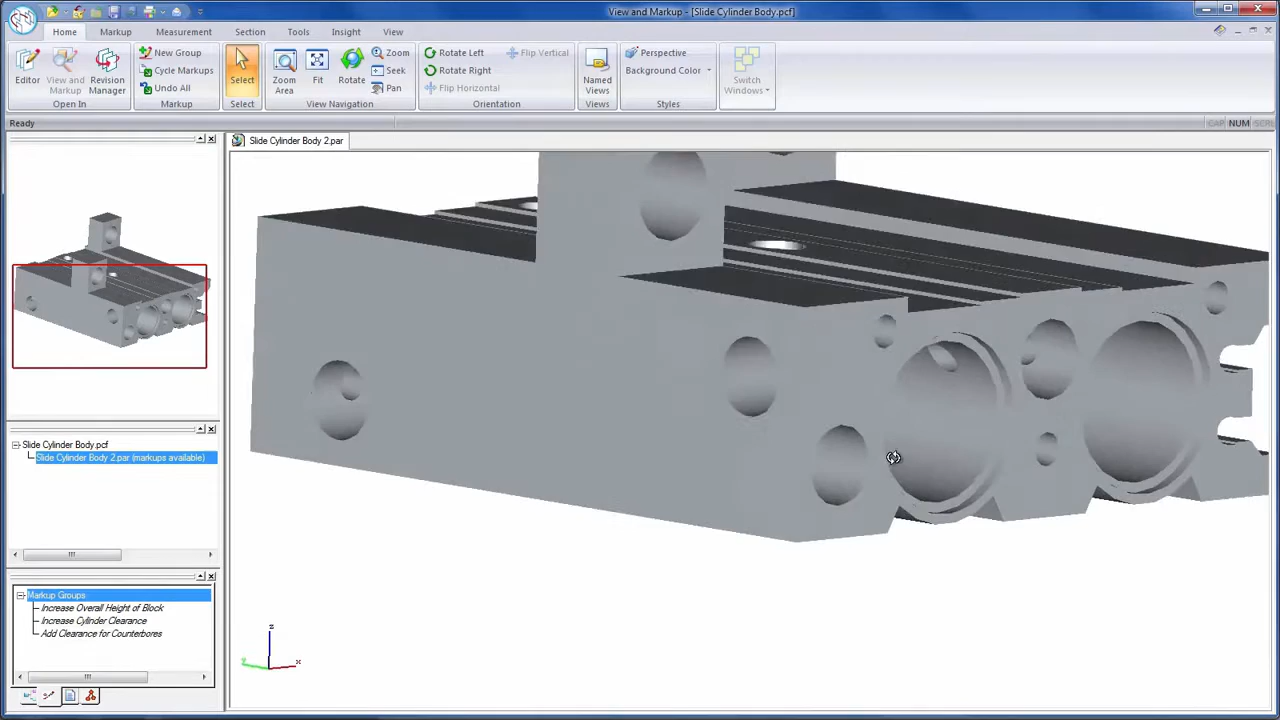 View and Markup - [Slide Cylinder Body.pcf]
Home Markup Measurement Section Tools Insight View
Editor
View and Markup
Revision Manager
Open In
New Group
Cycle Markups
Undo All
Markup
Select
Select
Zoom Area
Fit
Rotate
Zoom
Seek
Pan
View Navigation
Rotate Left
Rotate Right
Flip Horizontal
Flip Vertical
Orientation
Named Views
Views
Perspective
Background Color
Styles
Switch Windows
Ready
CAP NUM SCRL
Slide Cylinder Body 2.par
Slide Cylinder Body.pcf
Slide Cylinder Body 2.par (markups available)
Markup Groups
Increase Overall Height of Block
Increase Cylinder Clearance
Add Clearance for Counterbores
z
y
x